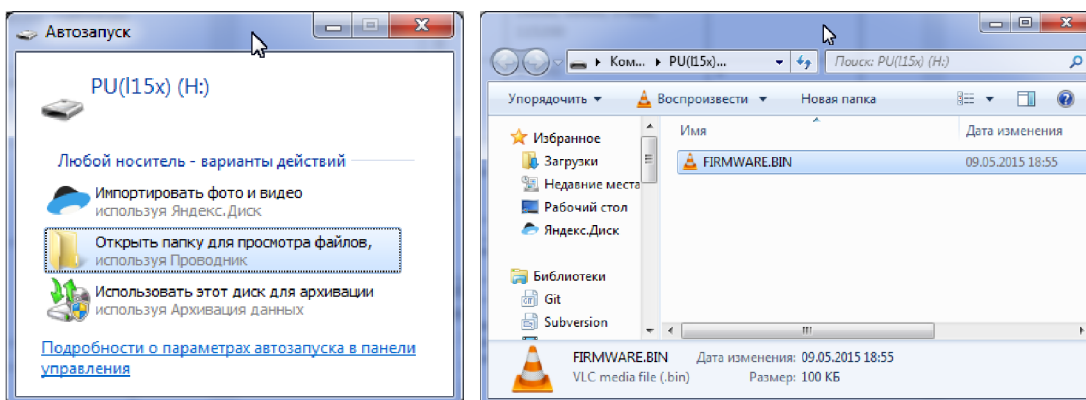 Автозапуск
PU(l15x) (H:)
Любой носитель - варианты действий
Импортировать фото и видео
используя Яндекс.Диск
Открыть папку для просмотра файлов,
используя Проводник
Использовать этот диск для архивации
используя Архивация данных
Подробности о параметрах автозапуска в панели
управления
Ком... PU(l15x)...
Поиск: PU(l15x) (H:)
Упорядочить Воспроизвести Новая папка
Избранное
Загрузки
Недавние места
Рабочий стол
Яндекс.Диск
Библиотеки
Git
Subversion
Имя Дата изменения
FIRMWARE.BIN 09.05.2015 18:55
FIRMWARE.BIN Дата изменения: 09.05.2015 18:55
VLC media file (.bin) Размер: 100 КБ